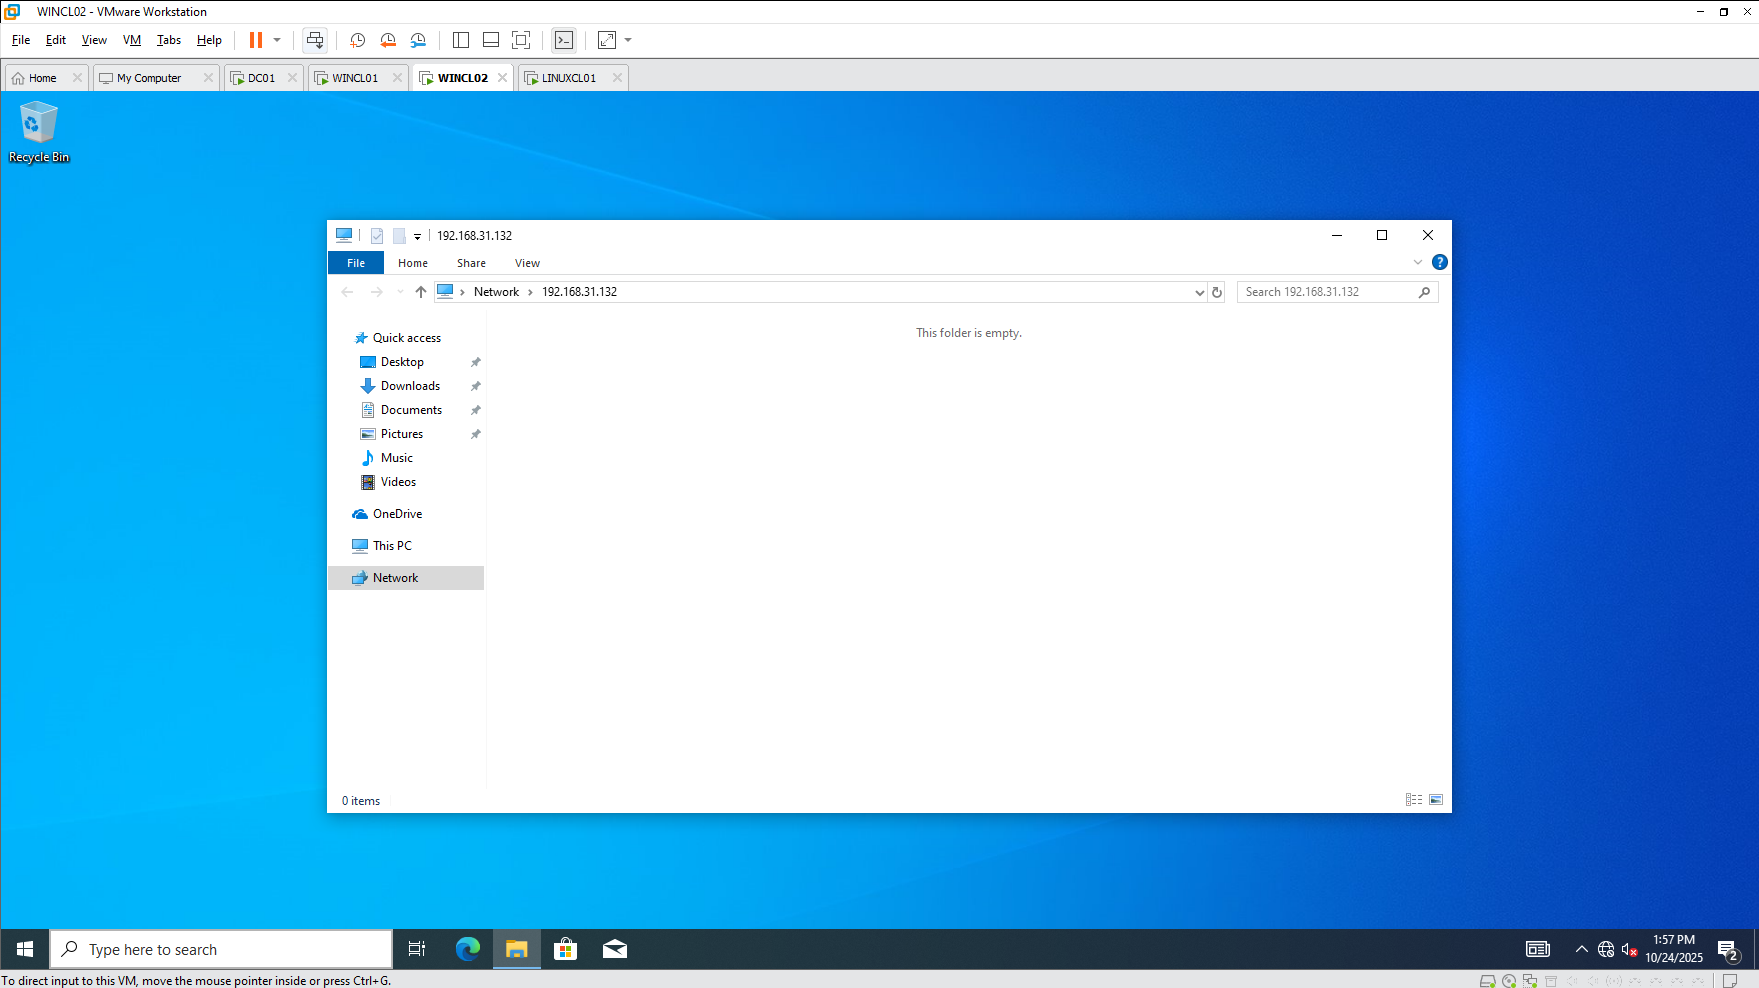 WINCL02 - VMware Workstation
File Edit View VM Tabs Help
Home My Computer DC01 WINCL01 WINCL02 LINUXCL01
Recycle Bin
192.168.31.132
File Home Share View
Network 192.168.31.132
Search 192.168.31.132
This folder is empty.
Quick access
Desktop
Downloads
Documents
Pictures
Music
Videos
OneDrive
This PC
Network
0 items
Type here to search
1:57 PM
10/24/2025
2
To direct input to this VM, move the mouse pointer inside or press Ctrl+G.